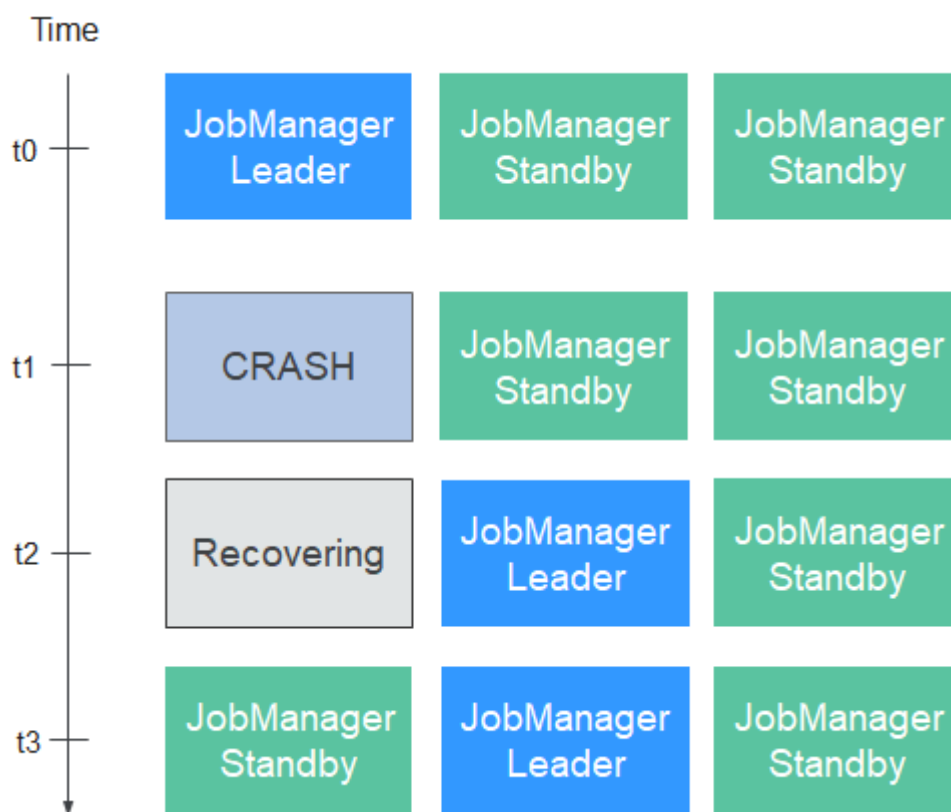 Time
t0
JobManager
Leader
JobManager
Standby
JobManager
Standby
t1
CRASH
JobManager
Standby
JobManager
Standby
t2
Recovering
JobManager
Leader
JobManager
Standby
t3
JobManager
Standby
JobManager
Leader
JobManager
Standby